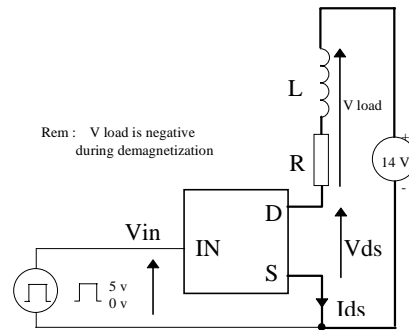 L
V load
Rem : V load is negative
during demagnetization
R
+
14 V
-
D
Vin
IN
Vds
S
5 v
0 v
Ids